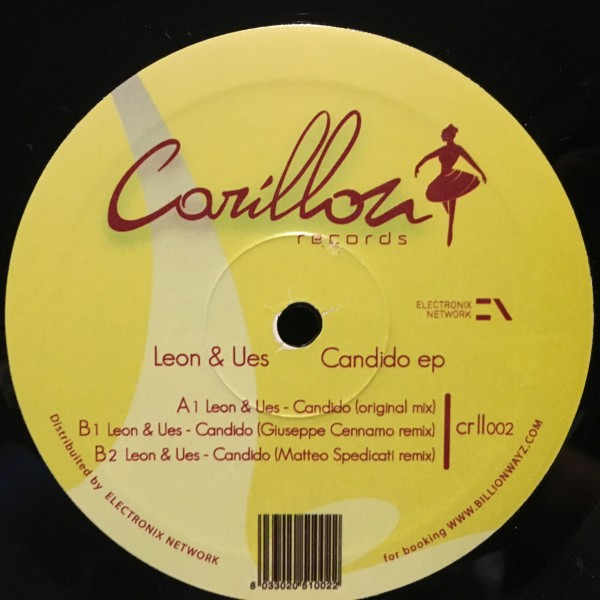 Carillon
records
ELECTRONIX
NETWORK
Leon & Ues Candido ep
A1 Leon & Ues - Candido (original mix)
B1 Leon & Ues - Candido (Giuseppe Cennamo remix)
B2 Leon & Ues - Candido (Matteo Spedicati remix)
crll002
Distribuited by ELECTRONIX NETWORK
for booking WWW.BILLIONWAYZ.COM
8 033020 510022